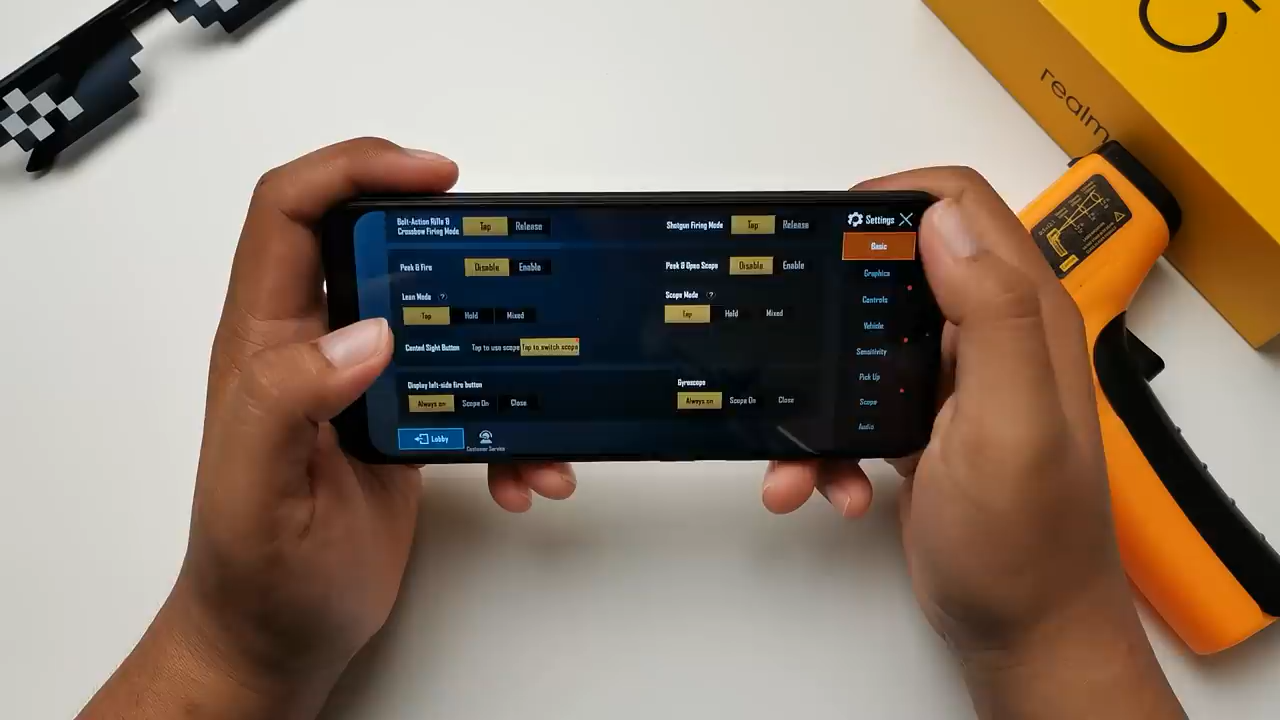 Bolt-Action Rifle &
Crossbow Firing Mode Tap Release
Shotgun Firing Mode Tap Release
Settings
Basic
Peek & Fire Disable Enable
Peek & Open Scope Disable Enable
Graphics
Lean Mode ?
Tap Hold Mixed
Scope Mode ?
Tap Hold Mixed
Controls
Vehicle
Canted Sight Button Tap to use scope Tap to switch scope
Sensitivity
Display left-side fire button
Always on Scope On Close
Gyroscope
Always on Scope On Close
Pick Up
Scope
Audio
Lobby
Customer Service
realm